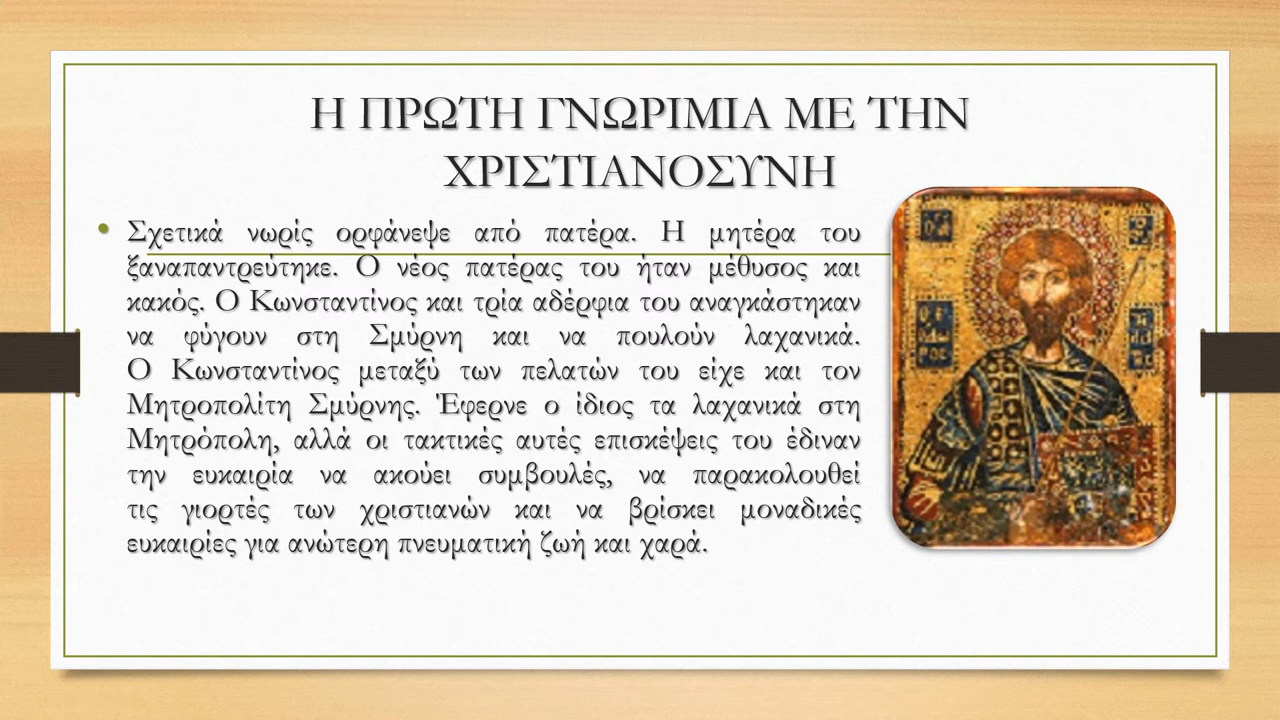 Η ΠΡΩΤΗ ΓΝΩΡΙΜΙΑ ΜΕ ΤΗΝ
ΧΡΙΣΤΙΑΝΟΣΥΝΗ
• Σχετικά νωρίς ορφάνεψε από πατέρα. Η μητέρα του
ξαναπαντρεύτηκε. Ο νέος πατέρας του ήταν μέθυσος και
κακός. Ο Κωνσταντίνος και τρία αδέρφια του αναγκάστηκαν
να φύγουν στη Σμύρνη και να πουλούν λαχανικά.
Ο Κωνσταντίνος μεταξύ των πελατών του είχε και τον
Μητροπολίτη Σμύρνης. Έφερνε ο ίδιος τα λαχανικά στη
Μητρόπολη, αλλά οι τακτικές αυτές επισκέψεις του έδιναν
την ευκαιρία να ακούει συμβουλές, να παρακολουθεί
τις γιορτές των χριστιανών και να βρίσκει μοναδικές
ευκαιρίες για ανώτερη πνευματική ζωή και χαρά.